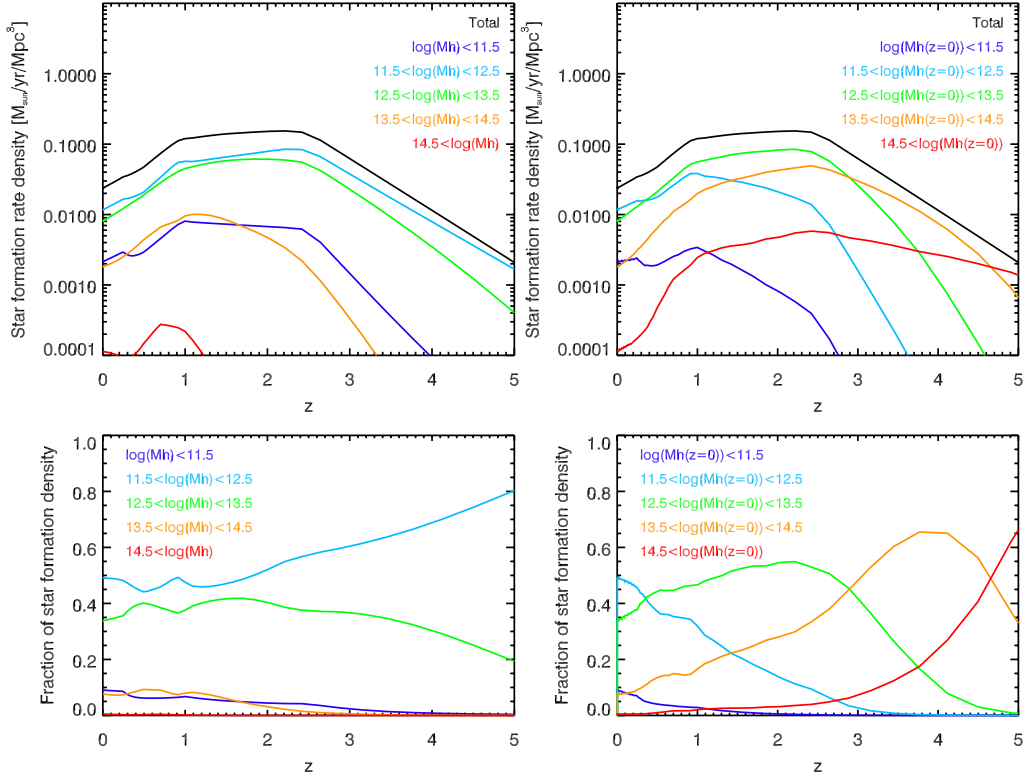 Star formation rate density [M_sun/yr/Mpc^3]
1.0000
0.1000
0.0100
0.0010
0.0001
Total
log(Mh)<11.5
11.5<log(Mh)<12.5
12.5<log(Mh)<13.5
13.5<log(Mh)<14.5
14.5<log(Mh)
0 1 2 3 4 5
z
Star formation rate density [M_sun/yr/Mpc^3]
1.0000
0.1000
0.0100
0.0010
0.0001
Total
log(Mh(z=0))<11.5
11.5<log(Mh(z=0))<12.5
12.5<log(Mh(z=0))<13.5
13.5<log(Mh(z=0))<14.5
14.5<log(Mh(z=0))
0 1 2 3 4 5
z
Fraction of star formation density
1.0
0.8
0.6
0.4
0.2
0.0
log(Mh)<11.5
11.5<log(Mh)<12.5
12.5<log(Mh)<13.5
13.5<log(Mh)<14.5
14.5<log(Mh)
0 1 2 3 4 5
z
Fraction of star formation density
1.0
0.8
0.6
0.4
0.2
0.0
log(Mh(z=0))<11.5
11.5<log(Mh(z=0))<12.5
12.5<log(Mh(z=0))<13.5
13.5<log(Mh(z=0))<14.5
14.5<log(Mh(z=0))
0 1 2 3 4 5
z